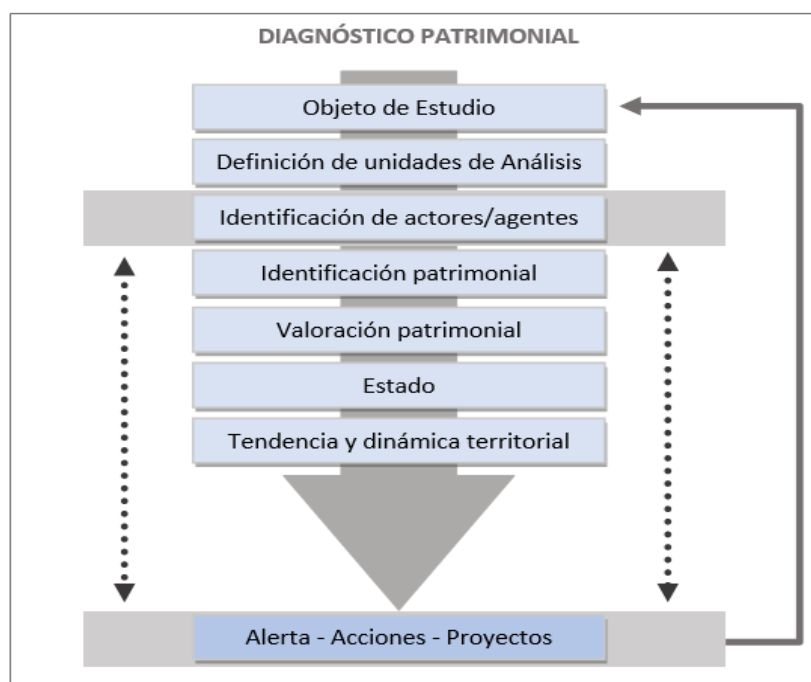 DIAGNÓSTICO PATRIMONIAL
Objeto de Estudio
Definición de unidades de Análisis
Identificación de actores/agentes
Identificación patrimonial
Valoración patrimonial
Estado
Tendencia y dinámica territorial
Alerta - Acciones - Proyectos